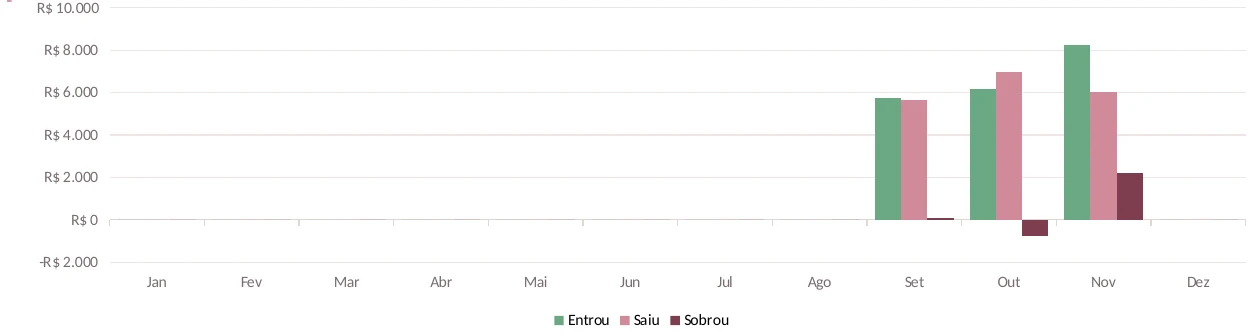 R$ 10.000
R$ 8.000
R$ 6.000
R$ 4.000
R$ 2.000
R$ 0
-R$ 2.000
Jan Fev Mar Abr Mai Jun Jul Ago Set Out Nov Dez
Entrou Saiu Sobrou